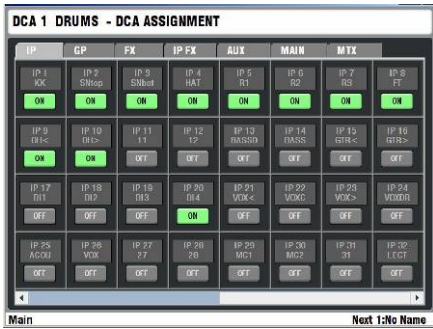 DCA 1 DRUMS - DCA ASSIGNMENT
IP GP FX IP FX AUX MAIN MTX
IP 1 IP 2 IP 3 IP 4 IP 5 IP 6 IP 7 IP 8
KK SNtop SNbot HAT R1 R2 R3 FT
ON ON ON ON ON ON ON ON
IP 9 IP 10 IP 11 IP 12 IP 13 IP 14 IP 15 IP 16
OH< OH> 11 12 BASSD BASS GTR< GTR>
ON ON OFF OFF OFF OFF OFF OFF
IP 17 IP 18 IP 19 IP 20 IP 21 IP 22 IP 23 IP 24
DI1 DI2 DI3 DI4 VOX< VOXC VOX> VOXDR
OFF OFF OFF ON OFF OFF OFF OFF
IP 25 IP 26 IP 27 IP 28 IP 29 IP 30 IP 31 IP 32
ACOU VOX 27 28 MC1 MC2 31 LECT
OFF OFF OFF OFF OFF OFF OFF OFF
Main Next 1:No Name